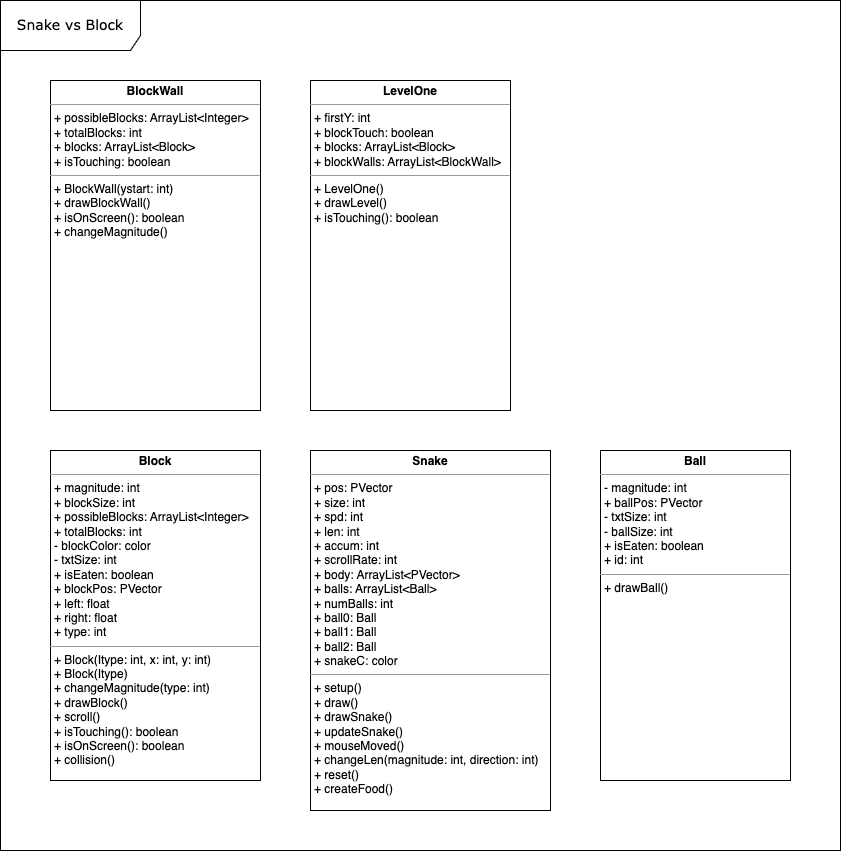 Snake vs Block
BlockWall
+ possibleBlocks: ArrayList<Integer>
+ totalBlocks: int
+ blocks: ArrayList<Block>
+ isTouching: boolean
+ BlockWall(ystart: int)
+ drawBlockWall()
+ isOnScreen(): boolean
+ changeMagnitude()
LevelOne
+ firstY: int
+ blockTouch: boolean
+ blocks: ArrayList<Block>
+ blockWalls: ArrayList<BlockWall>
+ LevelOne()
+ drawLevel()
+ isTouching(): boolean
Block
+ magnitude: int
+ blockSize: int
+ possibleBlocks: ArrayList<Integer>
+ totalBlocks: int
- blockColor: color
- txtSize: int
+ isEaten: boolean
+ blockPos: PVector
+ left: float
+ right: float
+ type: int
+ Block(Itype: int, x: int, y: int)
+ Block(Itype)
+ changeMagnitude(type: int)
+ drawBlock()
+ scroll()
+ isTouching(): boolean
+ isOnScreen(): boolean
+ collision()
Snake
+ pos: PVector
+ size: int
+ spd: int
+ len: int
+ accum: int
+ scrollRate: int
+ body: ArrayList<PVector>
+ balls: ArrayList<Ball>
+ numBalls: int
+ ball0: Ball
+ ball1: Ball
+ ball2: Ball
+ snakeC: color
+ setup()
+ draw()
+ drawSnake()
+ updateSnake()
+ mouseMoved()
+ changeLen(magnitude: int, direction: int)
+ reset()
+ createFood()
Ball
- magnitude: int
+ ballPos: PVector
- txtSize: int
- ballSize: int
+ isEaten: boolean
+ id: int
+ drawBall()